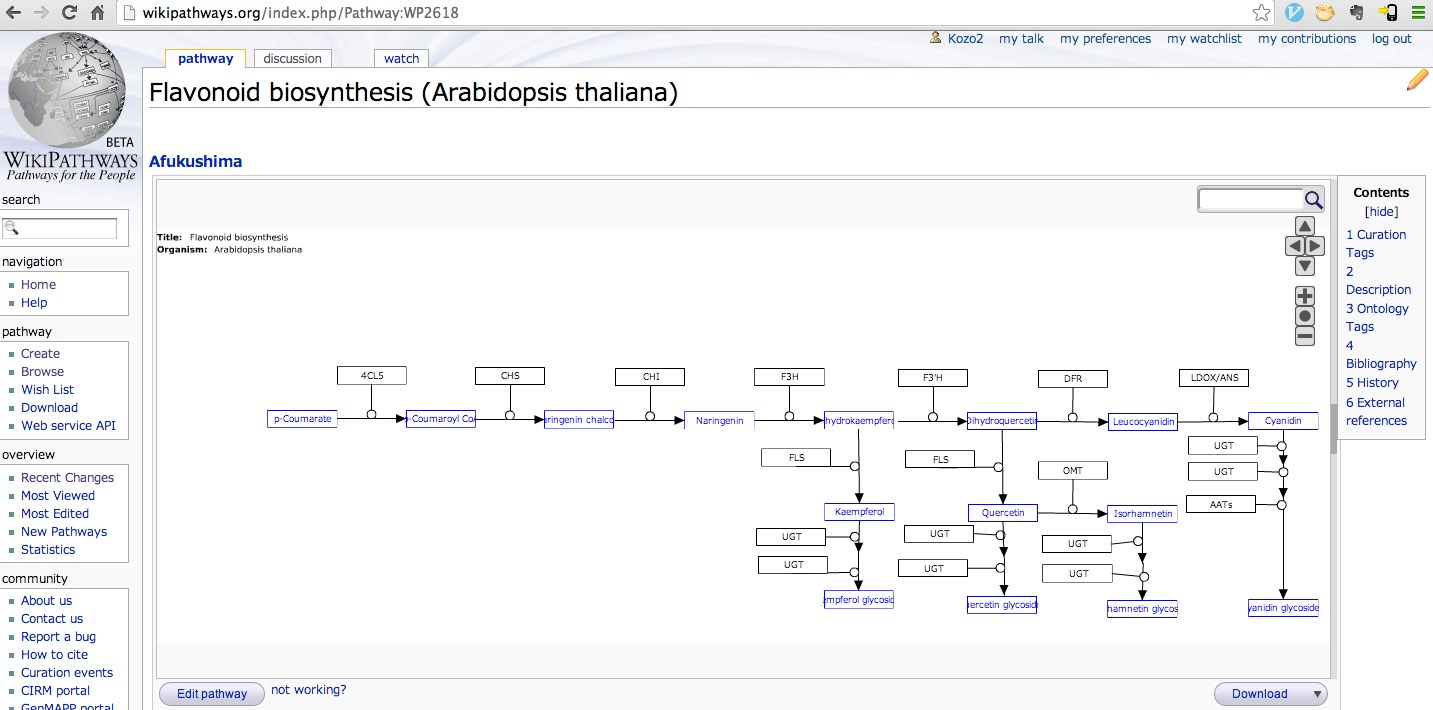 wikipathways.org/index.php/Pathway:WP2618
Kozo2 my talk my preferences my watchlist my contributions log out
pathway discussion watch
Flavonoid biosynthesis (Arabidopsis thaliana)
BETA
WIKIPATHWAYS
Pathways for the People
Afukushima
search
navigation
Home
Help
pathway
Create
Browse
Wish List
Download
Web service API
overview
Recent Changes
Most Viewed
Most Edited
New Pathways
Statistics
community
About us
Contact us
Report a bug
How to cite
Curation events
CIRM portal
GenMAPP portal
Title: Flavonoid biosynthesis
Organism: Arabidopsis thaliana
4CL5 CHS CHI F3H F3'H DFR LDOX/ANS
p-Coumarate -Coumaroyl Co aringenin chalco Naringenin hydrokaempfero Dihydroquercetin Leucocyanidin Cyanidin
FLS FLS OMT UGT
UGT
AATs
Kaempferol Quercetin Isorhamnetin
UGT UGT UGT
UGT UGT UGT
empferol glycosid uercetin glycosid hamnetin glycos yanidin glycoside
Contents
[hide]
1 Curation
Tags
2
Description
3 Ontology
Tags
4
Bibliography
5 History
6 External
references
Edit pathway not working? Download